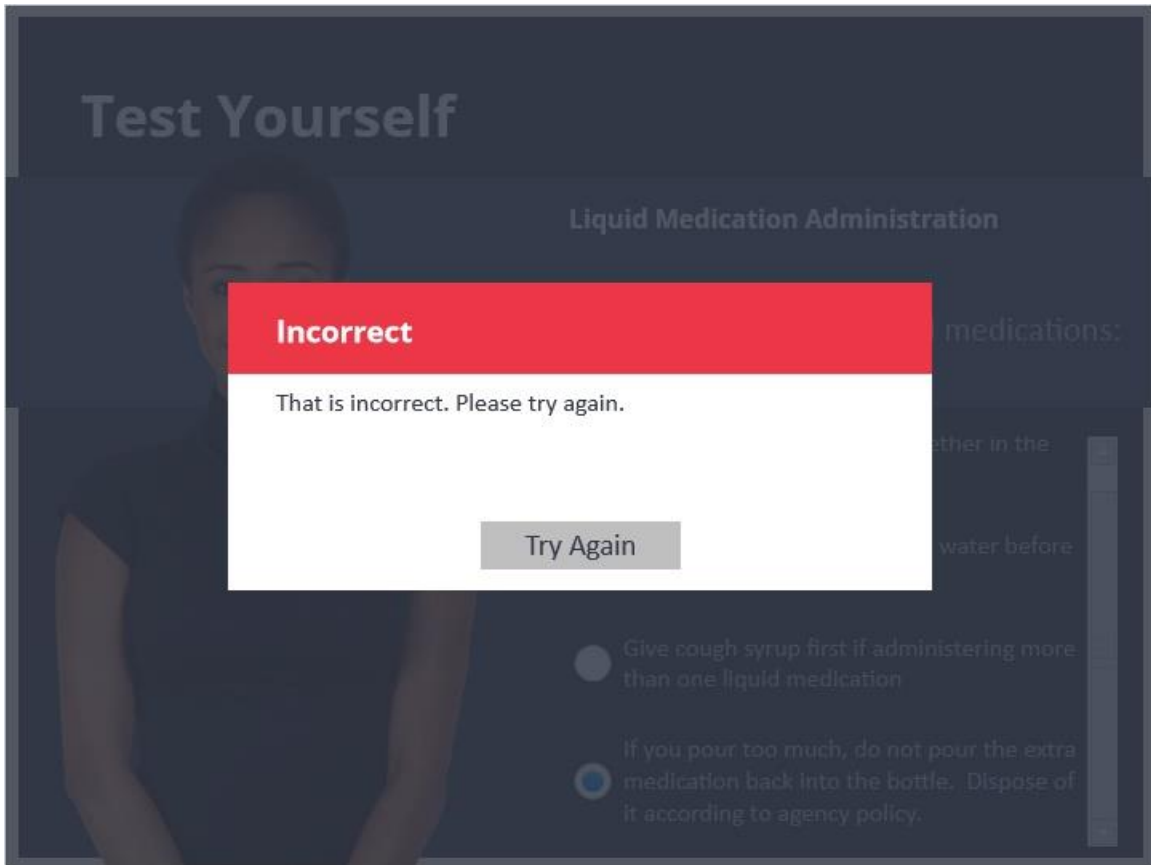 Test Yourself
Liquid Medication Administration
medications:
Incorrect
That is incorrect. Please try again.
ether in the
Try Again
water before
Give cough syrup first if administering more
than one liquid medication
If you pour too much, do not pour the extra
medication back into the bottle. Dispose of
it according to agency policy.